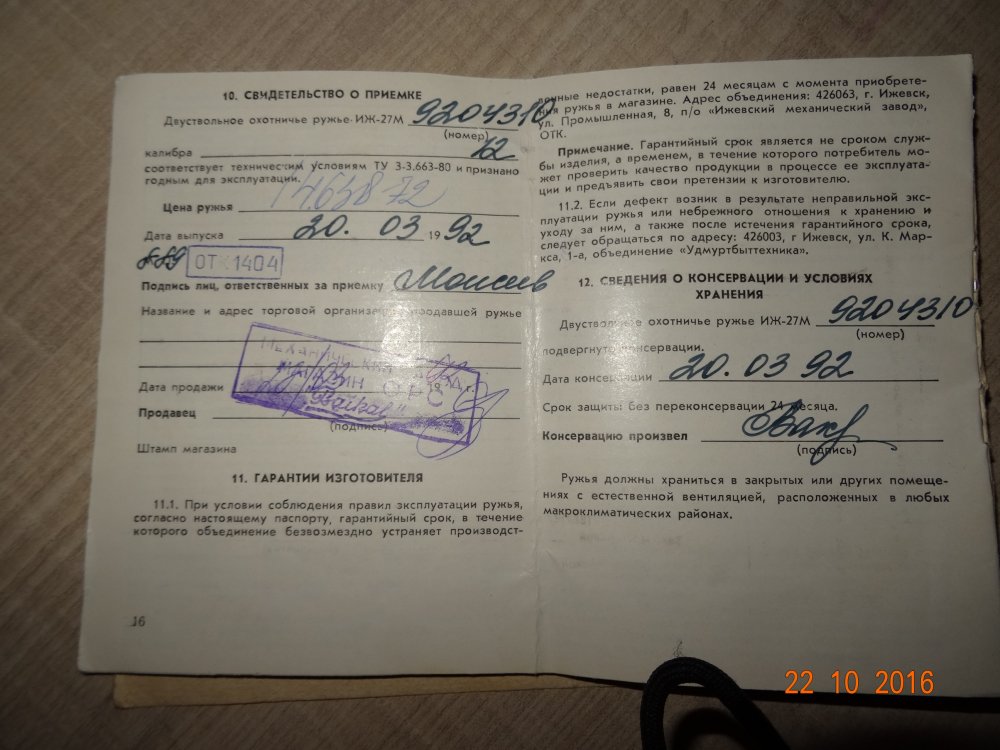 10. СВИДЕТЕЛЬСТВО О ПРИЕМКЕ
Двуствольное охотничье ружье ИЖ-27М 9204310
(номер)
калибра 12
соответствует техническим условиям ТУ 3-3.663-80 и признано
годным для эксплуатации.
Цена ружья 14638 72
Дата выпуска 20. 03 1992
ОТК 1404
Подпись лиц, ответственных за приемку Моисеев
Название и адрес торговой организации, продавшей ружье
МЕХАНИЧЕСКИЙ ЗАВОД
МАГАЗИН ОРС
"Baikal"
Дата продажи 19 г.
Продавец
(подпись)
Штамп магазина
11. ГАРАНТИИ ИЗГОТОВИТЕЛЯ
11.1. При условии соблюдения правил эксплуатации ружья,
согласно настоящему паспорту, гарантийный срок, в течение
которого объединение безвозмездно устраняет производст-
16
венные недостатки, равен 24 месяцам с момента приобрете-
ния ружья в магазине. Адрес объединения: 426063, г. Ижевск,
ул. Промышленная, 8, п/о «Ижевский механический завод»,
ОТК.
Примечание. Гарантийный срок является не сроком служ-
бы изделия, а временем, в течение которого потребитель мо-
жет проверить качество продукции в процессе ее эксплуата-
ции и предъявить свои претензии к изготовителю.
11.2. Если дефект возник в результате неправильной экс-
плуатации ружья или небрежного отношения к хранению и
уходу за ним, а также после истечения гарантийного срока,
следует обращаться по адресу: 426003, г Ижевск, ул. К. Мар-
кса, 1-а, объединение «Удмуртбыттехника».
12. СВЕДЕНИЯ О КОНСЕРВАЦИИ И УСЛОВИЯХ
ХРАНЕНИЯ
Двуствольное охотничье ружье ИЖ-27М 9204310
(номер)
подвергнуто консервации.
Дата консервации 20. 03 92
Срок защиты без переконсервации 24 месяца.
Консервацию произвел
(подпись)
Ружья должны храниться в закрытых или других помеще-
ниях с естественной вентиляцией, расположенных в любых
макроклиматических районах.
22 10 2016